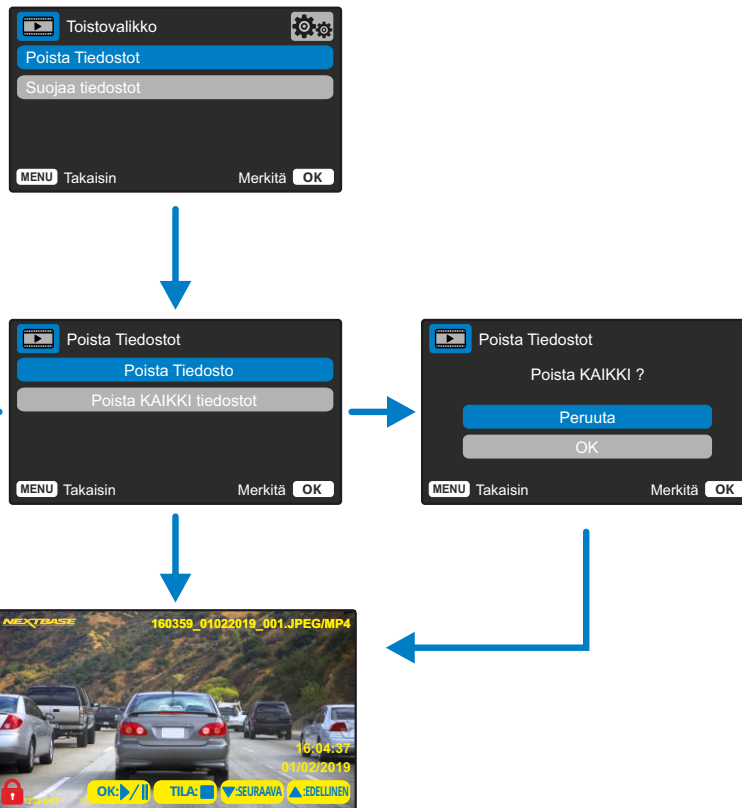 Toistovalikko
Poista Tiedostot
Suojaa tiedostot
MENU Takaisin Merkitä OK
Poista Tiedostot
Poista Tiedosto
Poista KAIKKI tiedostot
MENU Takaisin Merkitä OK
Poista Tiedostot
Poista KAIKKI ?
Peruuta
OK
MENU Takaisin Merkitä OK
NEXTBASE 160359_01022019_001.JPEG/MP4
16:04:37
01/02/2019
OK: TILA: :SEURAAVA :EDELLINEN